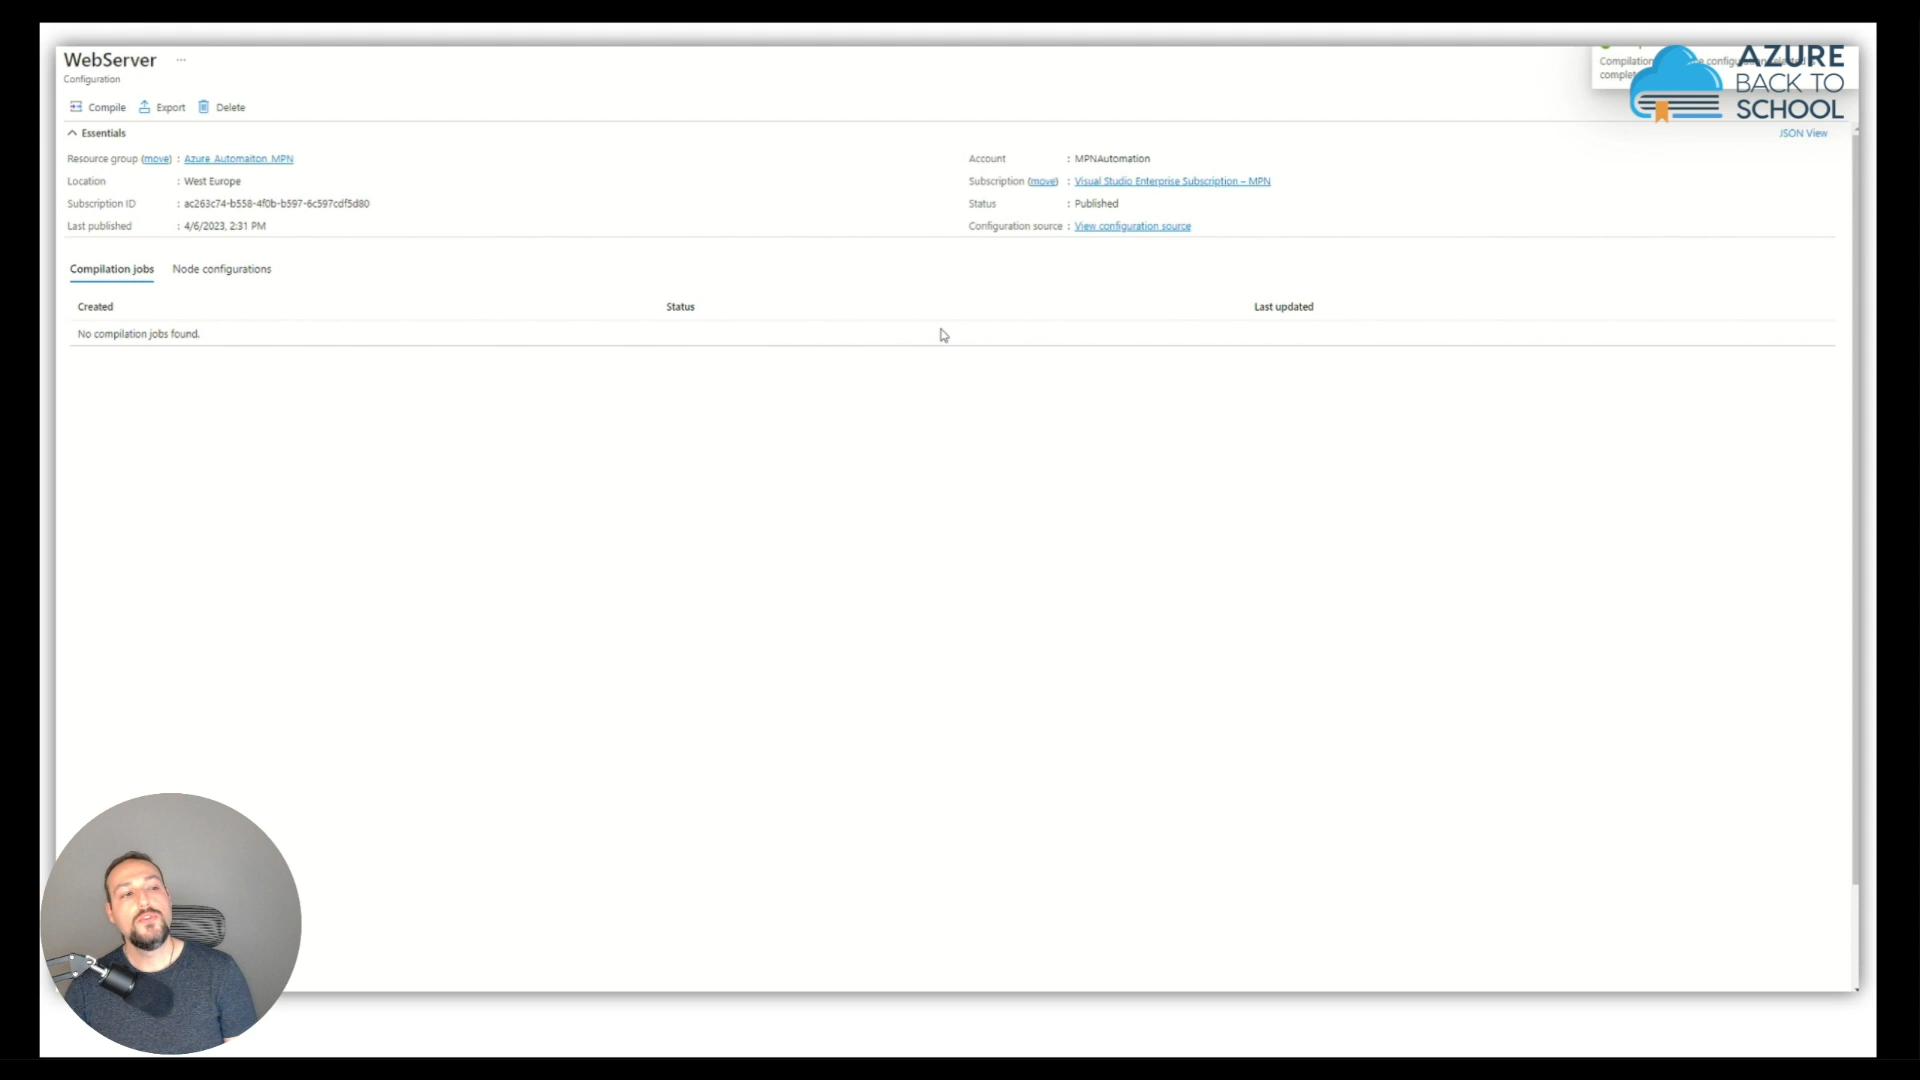 WebServer ...
Configuration
Compilation
complet
AZURE
BACK TO
SCHOOL
Compile Export Delete
Essentials
JSON View
Resource group (move) : Azure_Automaiton_MPN
Account : MPNAutomation
Location : West Europe
Subscription (move) : Visual Studio Enterprise Subscription – MPN
Subscription ID : ac263c74-b558-4f0b-b597-6c597cdf5d80
Status : Published
Last published : 4/6/2023, 2:31 PM
Configuration source : View configuration source
Compilation jobs Node configurations
Created Status Last updated
No compilation jobs found.